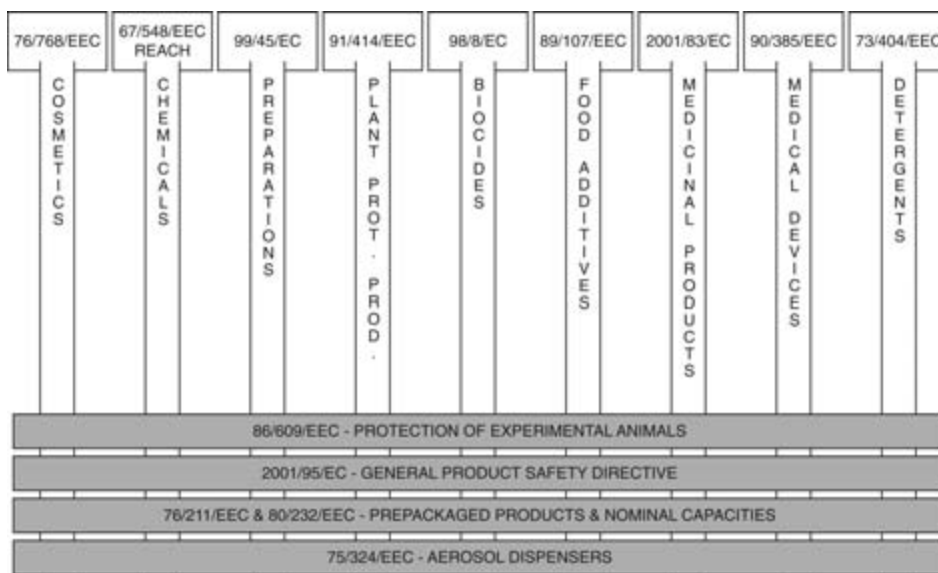 76/768/EEC
67/548/EEC
REACH
99/45/EC
91/414/EEC
98/8/EC
89/107/EEC
2001/83/EC
90/385/EEC
73/404/EEC
COSMETICS
CHEMICALS
PREPARATIONS
PLANT PROT. PROD.
BIOCIDES
FOOD ADDITIVES
MEDICINAL PRODUCTS
MEDICAL DEVICES
DETERGENTS
86/609/EEC - PROTECTION OF EXPERIMENTAL ANIMALS
2001/95/EC - GENERAL PRODUCT SAFETY DIRECTIVE
76/211/EEC & 80/232/EEC - PREPACKAGED PRODUCTS & NOMINAL CAPACITIES
75/324/EEC - AEROSOL DISPENSERS